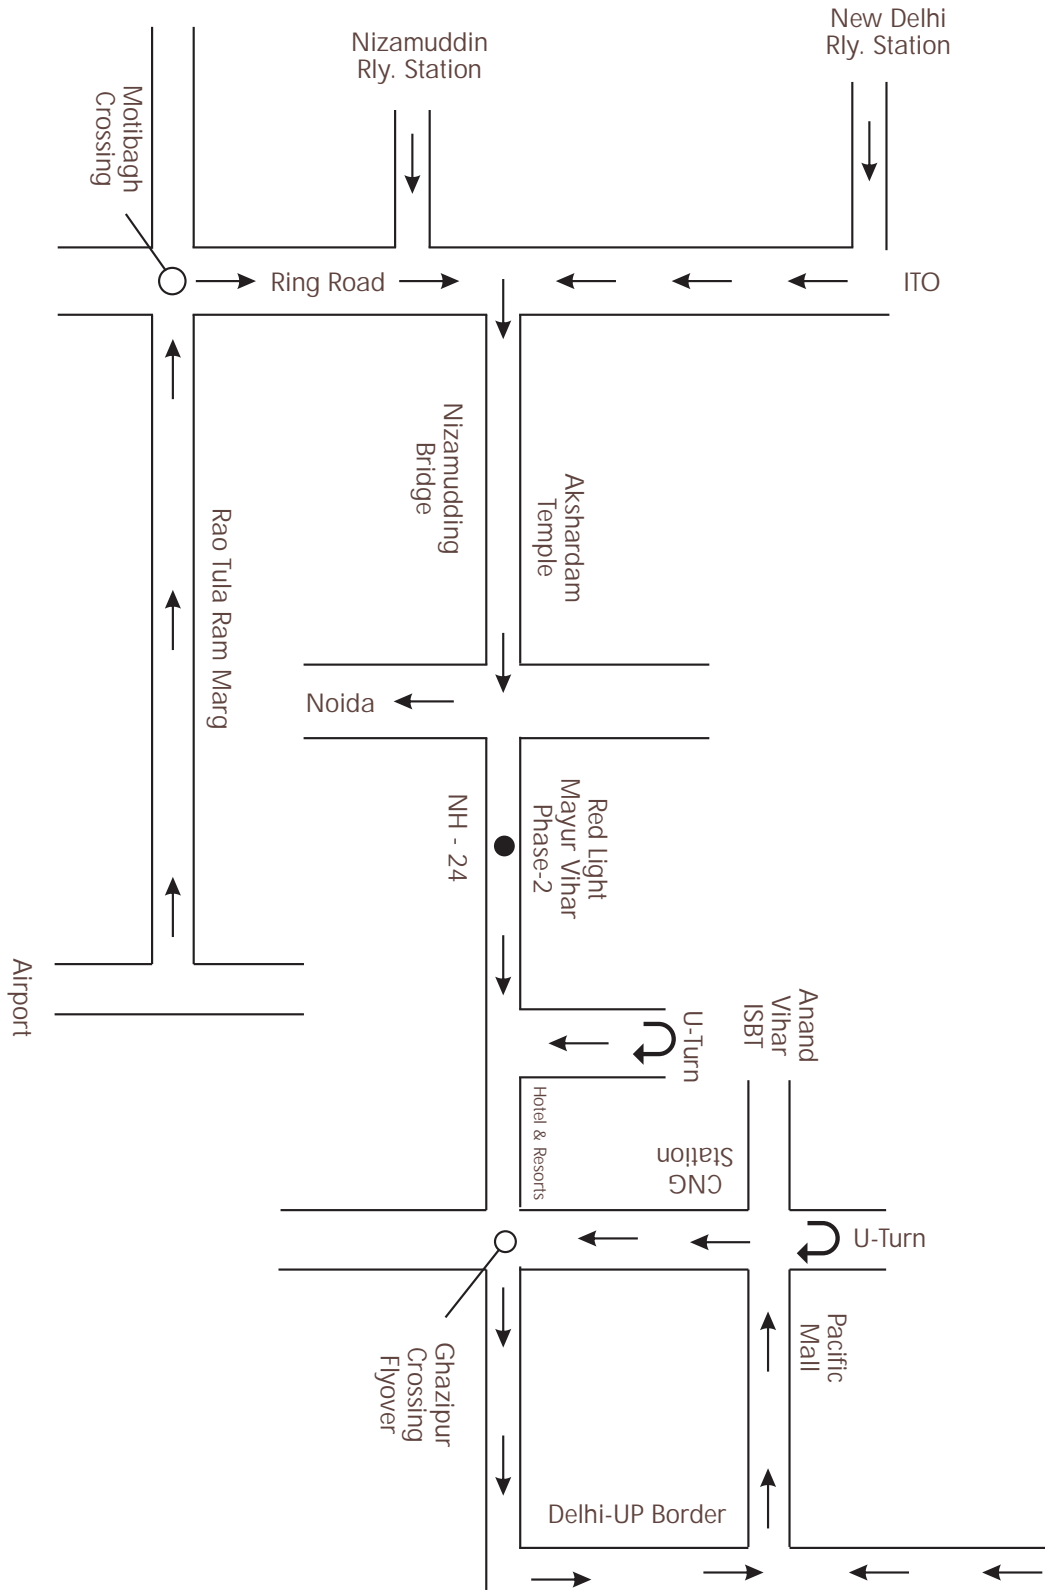 New Delhi
Rly. Station
Nizamuddin
Rly. Station
Motibagh
Crossing
Ring Road
ITO
Nizamudding
Bridge
Akshardam
Temple
Rao Tula Ram Marg
Noida
NH - 24
Red Light
Mayur Vihar
Phase-2
Airport
U-Turn
Anand
Vihar
ISBT
Hotel & Resorts
CNG
Station
U-Turn
Pacific
Mall
Ghazipur
Crossing
Flyover
Delhi-UP Border